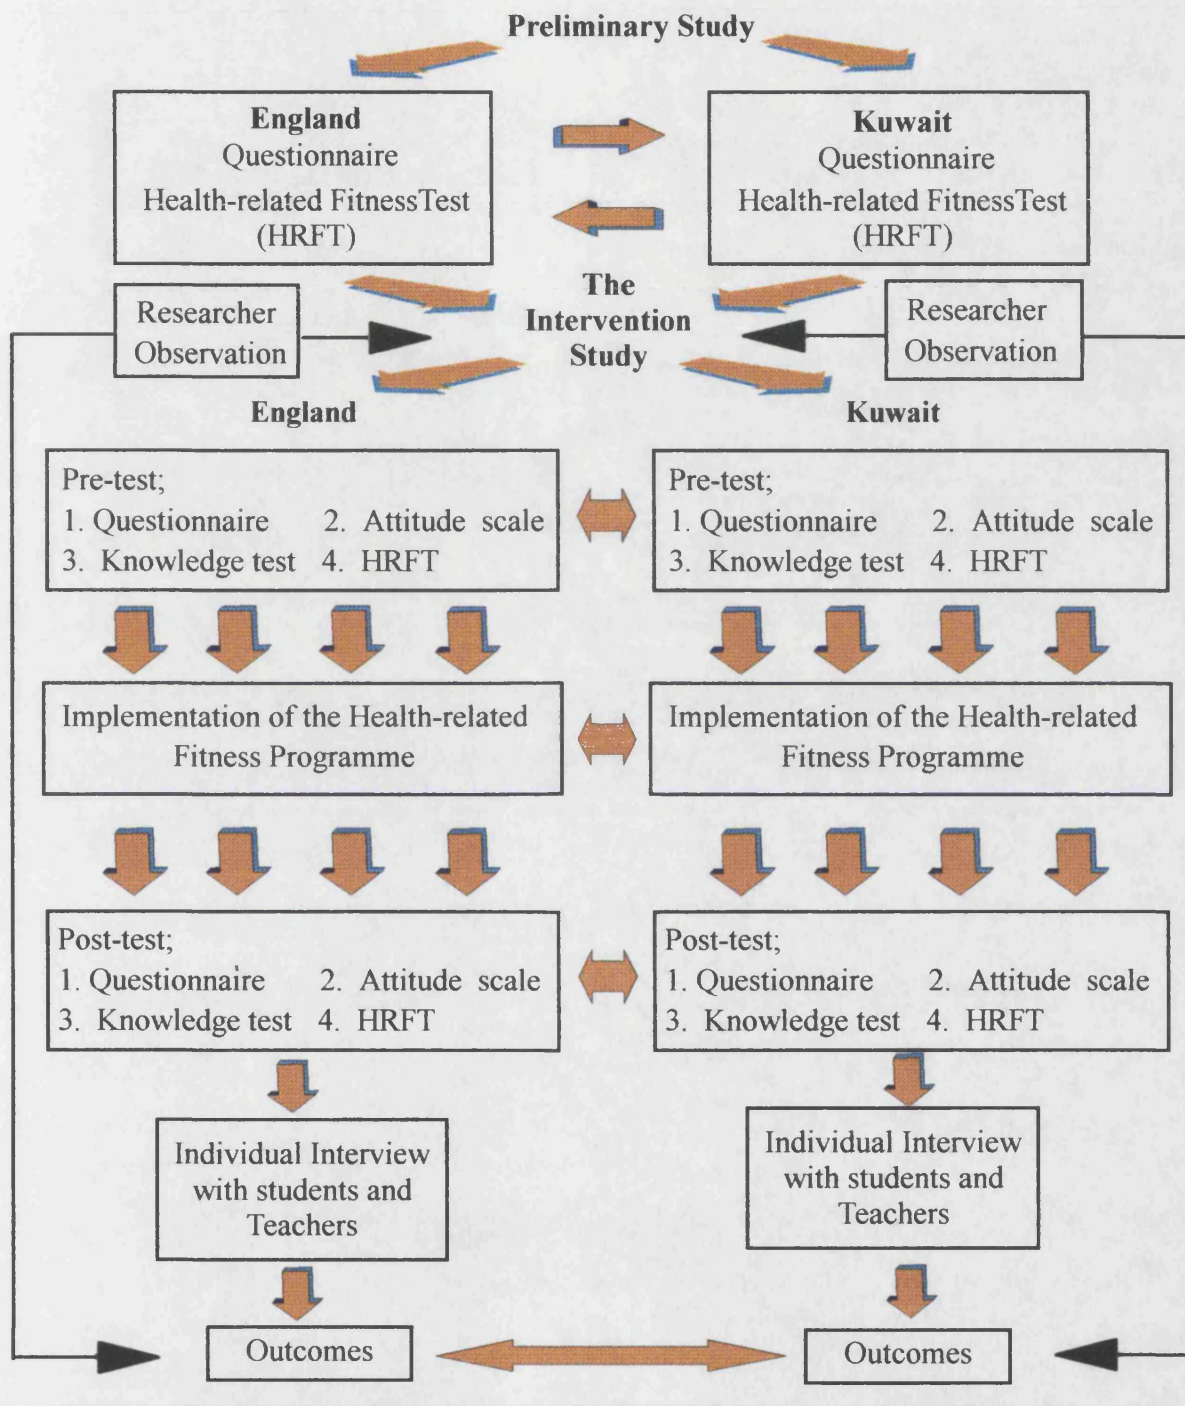 Preliminary Study
England
Questionnaire
Health-related FitnessTest
(HRFT)
Kuwait
Questionnaire
Health-related FitnessTest
(HRFT)
Researcher
Observation
The
Intervention
Study
Researcher
Observation
England
Kuwait
Pre-test;
1. Questionnaire 2. Attitude scale
3. Knowledge test 4. HRFT
Pre-test;
1. Questionnaire 2. Attitude scale
3. Knowledge test 4. HRFT
Implementation of the Health-related
Fitness Programme
Implementation of the Health-related
Fitness Programme
Post-test;
1. Questionnaire 2. Attitude scale
3. Knowledge test 4. HRFT
Post-test;
1. Questionnaire 2. Attitude scale
3. Knowledge test 4. HRFT
Individual Interview
with students and
Teachers
Individual Interview
with students and
Teachers
Outcomes
Outcomes